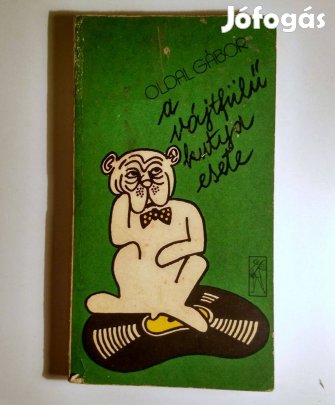 Jófogás
OLDAL GÁBOR
a
vájtfülű
kutya
esete